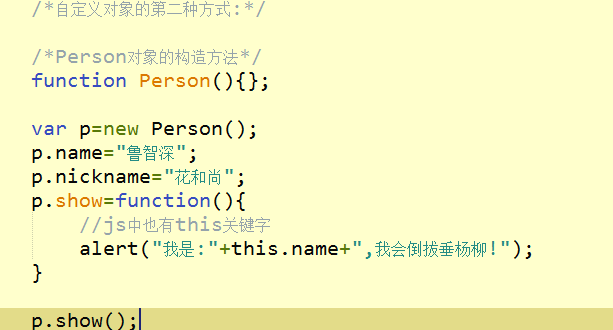 /*自定义对象的第二种方式:*/
/*Person对象的构造方法*/
function Person(){};
var p=new Person();
p.name="鲁智深";
p.nickname="花和尚";
p.show=function(){
//js中也有this关键字
alert("我是:"+this.name+",我会倒拔垂杨柳!");
}
p.show();